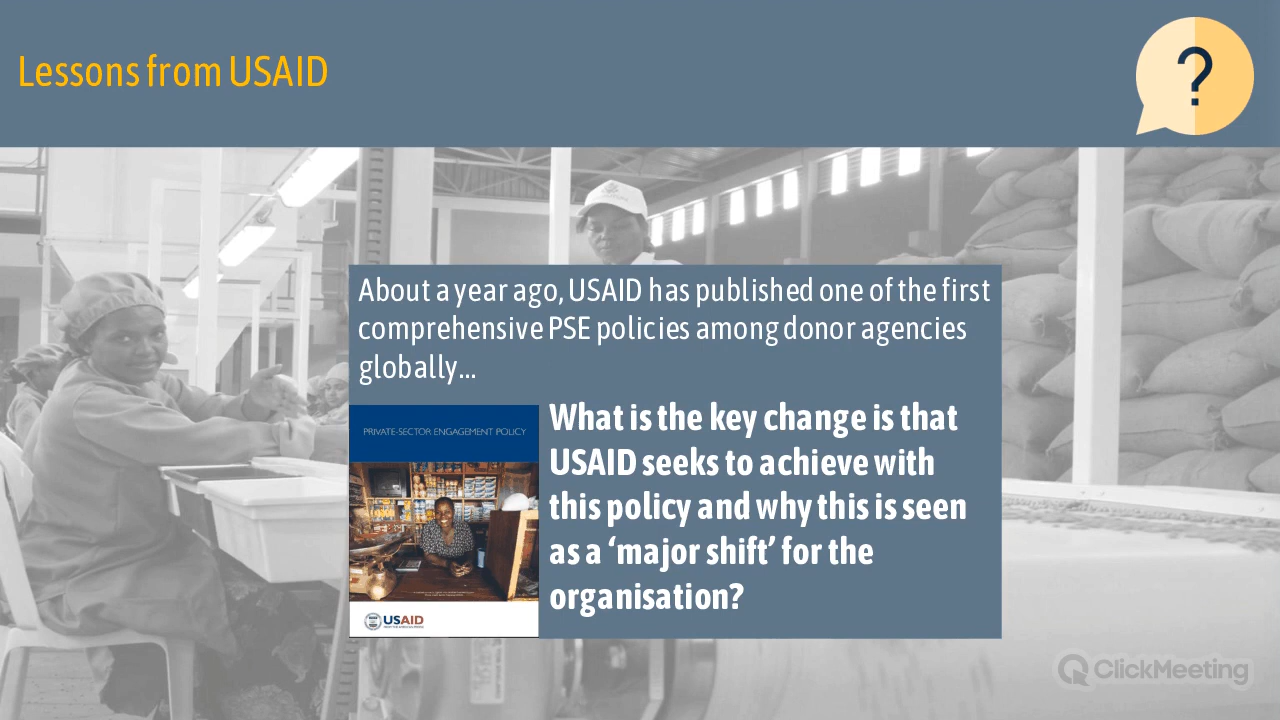 Lessons from USAID
?
About a year ago, USAID has published one of the first
comprehensive PSE policies among donor agencies
globally...
PRIVATE-SECTOR ENGAGEMENT POLICY
What is the key change is that
USAID seeks to achieve with
this policy and why this is seen
as a ‘major shift’ for the
organisation?
USAID
ClickMeeting